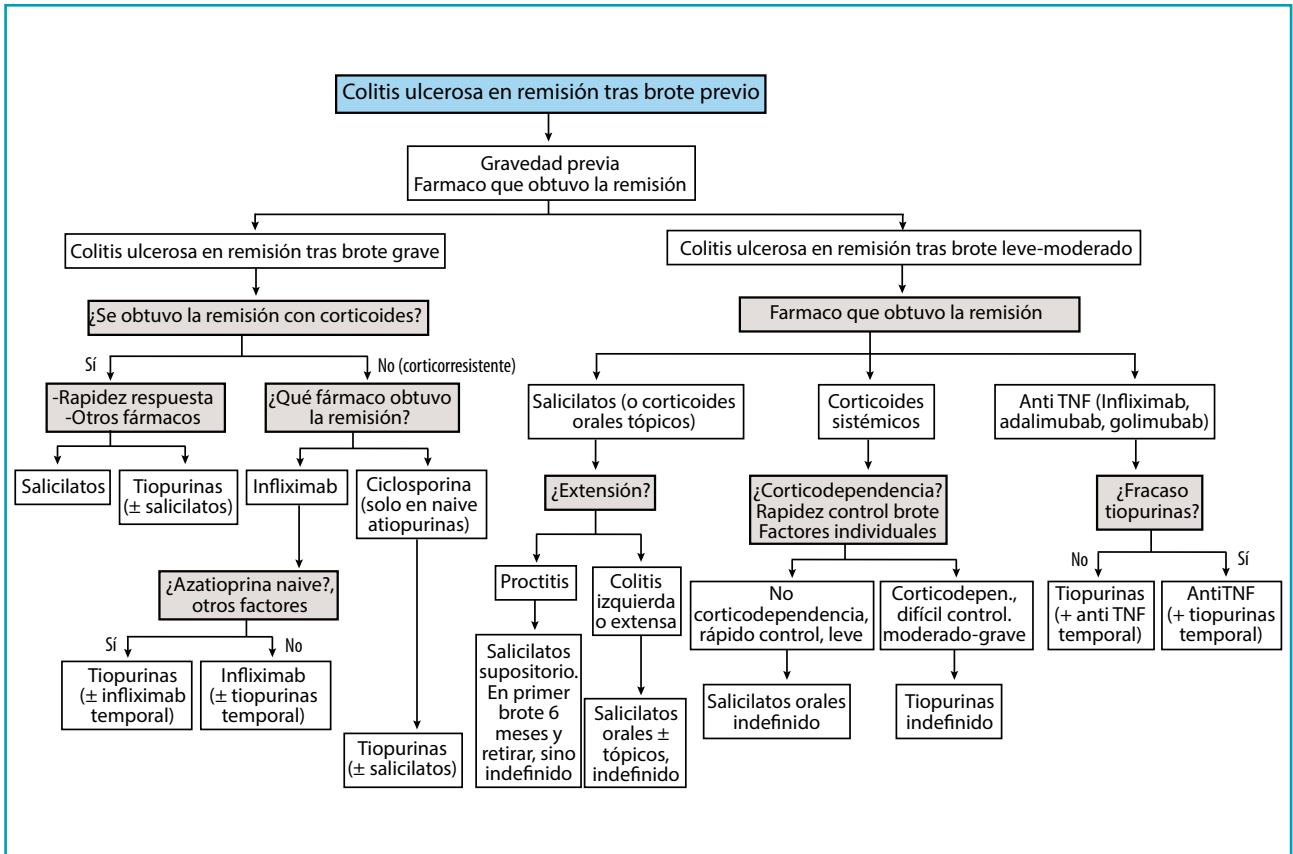 Colitis ulcerosa en remisión tras brote previo
Gravedad previa
Farmaco que obtuvo la remisión
Colitis ulcerosa en remisión tras brote grave
Colitis ulcerosa en remisión tras brote leve-moderado
¿Se obtuvo la remisión con corticoides?
Farmaco que obtuvo la remisión
Sí
No (corticorresistente)
-Rapidez respuesta
-Otros fármacos
¿Qué fármaco obtuvo
la remisión?
Salicilatos (o corticoides
orales tópicos)
Corticoides
sistémicos
Anti TNF (Infliximab,
adalimubab, golimubab)
Salicilatos
Tiopurinas
(± salicilatos)
Infliximab
Ciclosporina
(solo en naive
atiopurinas)
¿Extensión?
¿Corticodependencia?
Rapidez control brote
Factores individuales
¿Fracaso
tiopurinas?
No
Sí
¿Azatioprina naive?,
otros factores
Proctitis
Colitis
izquierda
o extensa
No
corticodependencia,
rápido control, leve
Corticodepen.,
difícil control.
moderado-grave
Tiopurinas
(+ anti TNF
temporal)
AntiTNF
(+ tiopurinas
temporal)
Sí
No
Tiopurinas
(± infliximab
temporal)
Infliximab
(± tiopurinas
temporal)
Salicilatos
supositorio.
En primer
brote 6
meses y
retirar, sino
indefinido
Salicilatos
orales ±
tópicos,
indefinido
Salicilatos orales
indefinido
Tiopurinas
indefinido
Tiopurinas
(± salicilatos)